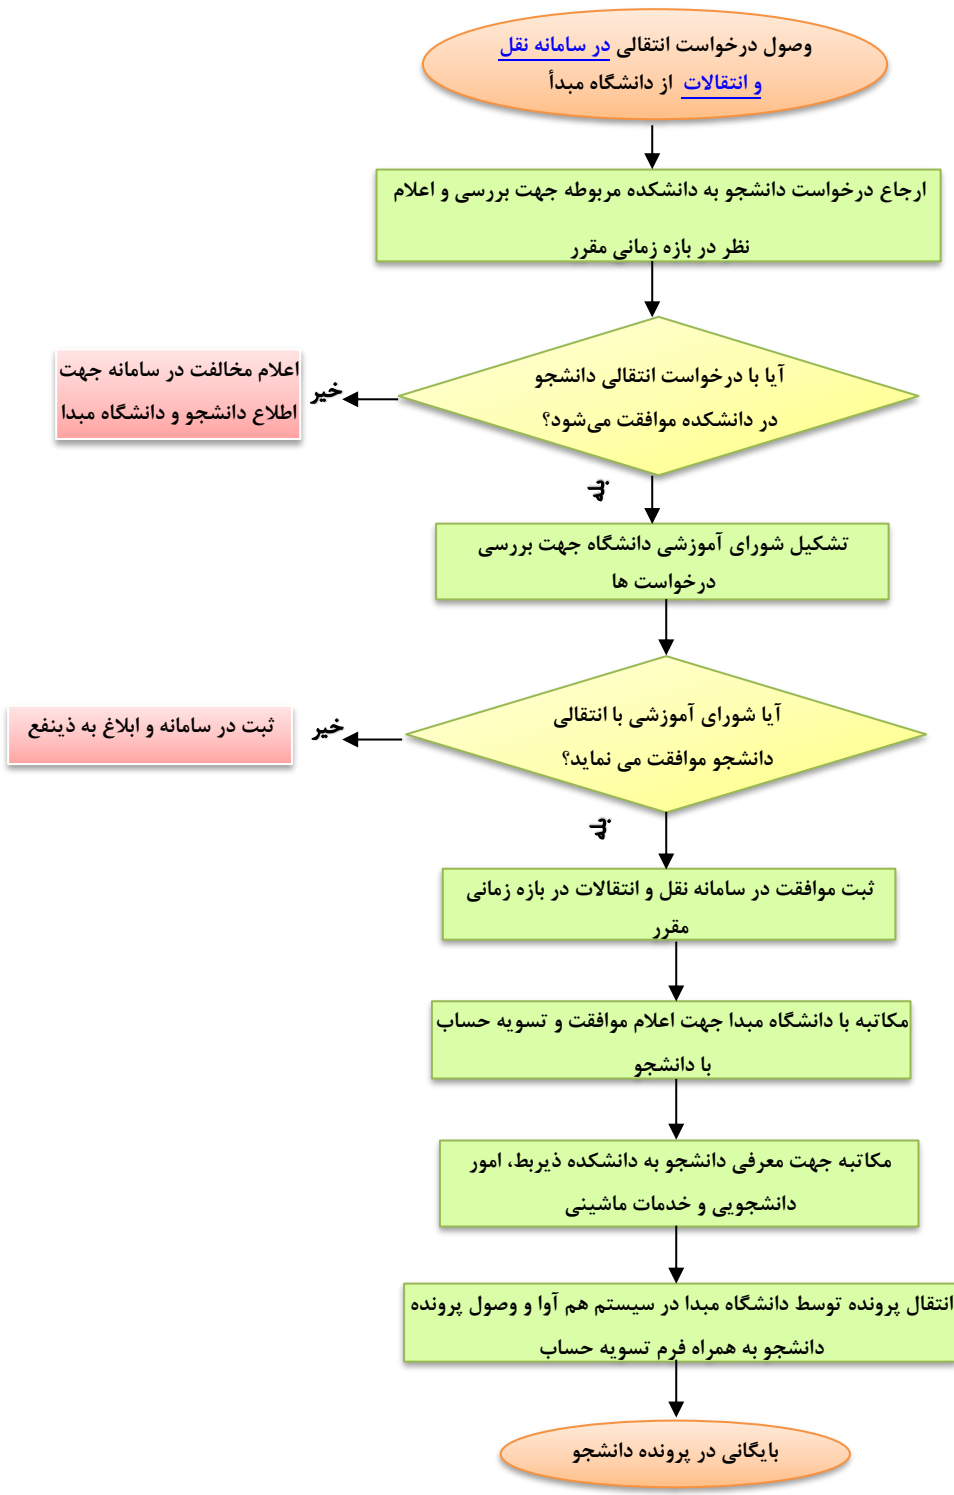 وصول درخواست انتقالی در سامانه نقل
و انتقالات از دانشگاه مبدأ
ارجاع درخواست دانشجو به دانشکده مربوطه جهت بررسی و اعلام
نظر در بازه زمانی مقرر
آیا با درخواست انتقالی دانشجو
در دانشکده موافقت می‌شود؟
خیر
اعلام مخالفت در سامانه جهت
اطلاع دانشجو و دانشگاه مبدا
بله
تشکیل شورای آموزشی دانشگاه جهت بررسی
درخواست ها
آیا شورای آموزشی با انتقالی
دانشجو موافقت می نماید؟
خیر
ثبت در سامانه و ابلاغ به ذینفع
بله
ثبت موافقت در سامانه نقل و انتقالات در بازه زمانی
مقرر
مکاتبه با دانشگاه مبدا جهت اعلام موافقت و تسویه حساب
با دانشجو
مکاتبه جهت معرفی دانشجو به دانشکده ذیربط، امور
دانشجویی و خدمات ماشینی
انتقال پرونده توسط دانشگاه مبدا در سیستم هم آوا و وصول پرونده
دانشجو به همراه فرم تسویه حساب
بایگانی در پرونده دانشجو